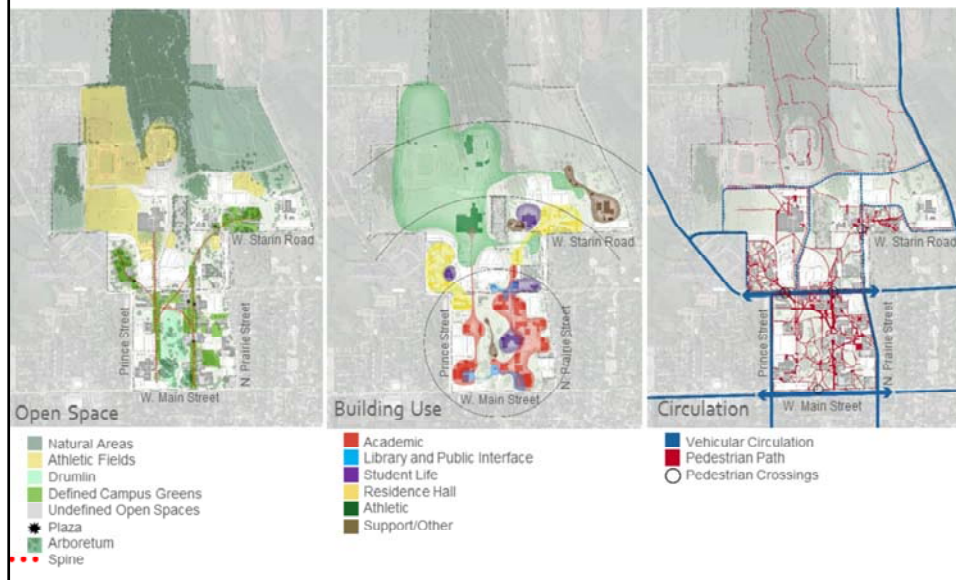 W. Starin Road
Prince Street
N. Prairie Street
W. Main Street
Open Space
Natural Areas
Athletic Fields
Drumlin
Defined Campus Greens
Undefined Open Spaces
Plaza
Arboretum
Spine
W. Starin Road
Prince Street
N. Prairie Street
W. Main Street
Building Use
Academic
Library and Public Interface
Student Life
Residence Hall
Athletic
Support/Other
W. Starin Road
Prince Street
N. Prairie Street
W. Main Street
Circulation
Vehicular Circulation
Pedestrian Path
Pedestrian Crossings